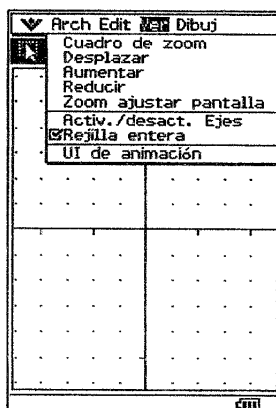 Arch Edit Ver Dibuj
Cuadro de zoom
Desplazar
Aumentar
Reducir
Zoom ajustar pantalla
Activ./desact. Ejes
Rejilla entera
UI de animación